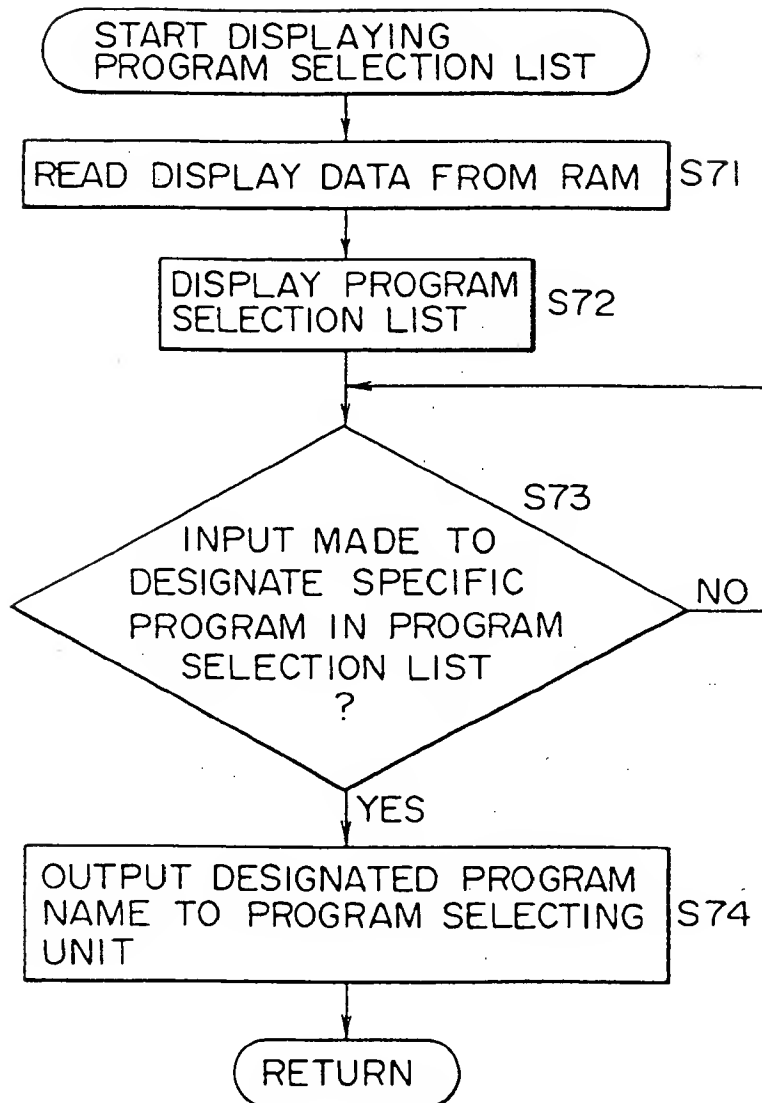 START DISPLAYING
PROGRAM SELECTION LIST
READ DISPLAY DATA FROM RAM
S71
DISPLAY PROGRAM
SELECTION LIST
S72
S73
INPUT MADE TO
DESIGNATE SPECIFIC
PROGRAM IN PROGRAM
SELECTION LIST
?
NO
YES
OUTPUT DESIGNATED PROGRAM
NAME TO PROGRAM SELECTING
UNIT
S74
RETURN